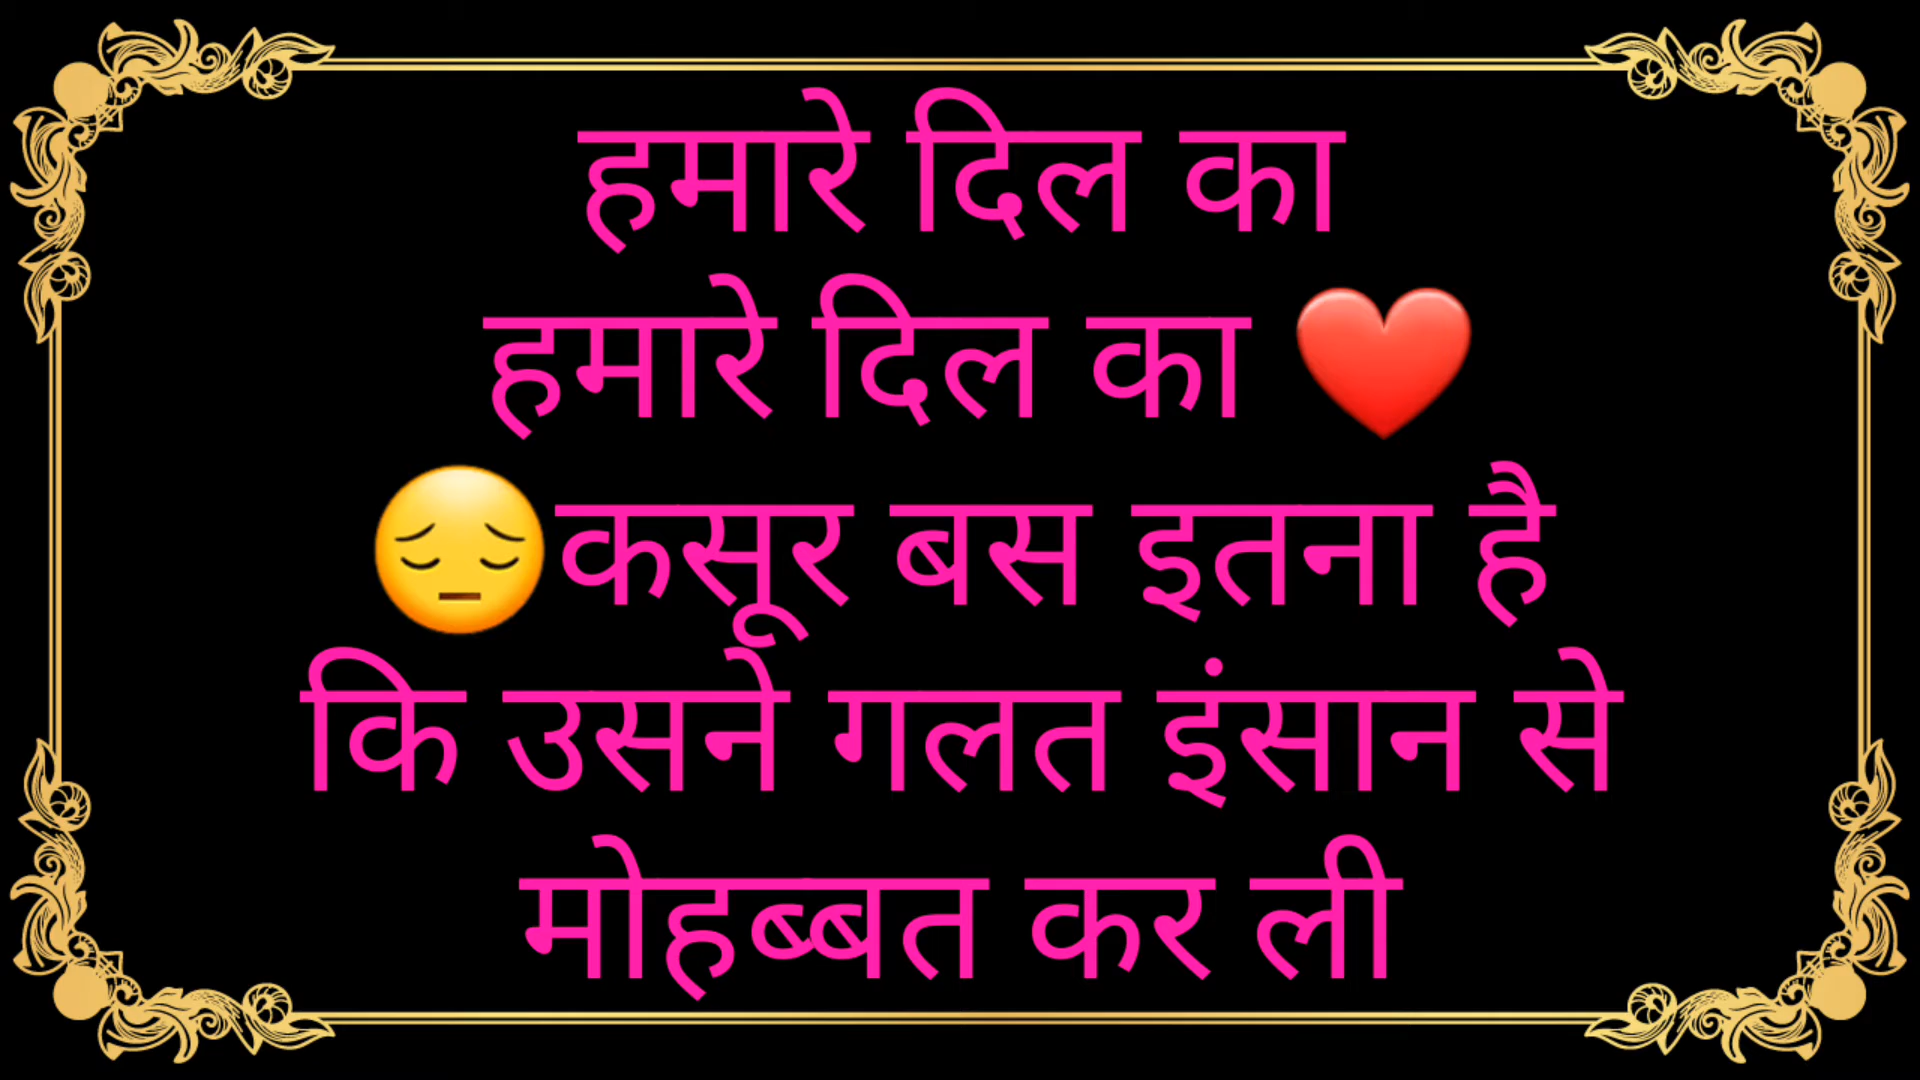 हमारे दिल का
हमारे दिल का ❤️
😔कसूर बस इतना है
कि उसने गलत इंसान से
मोहब्बत कर ली